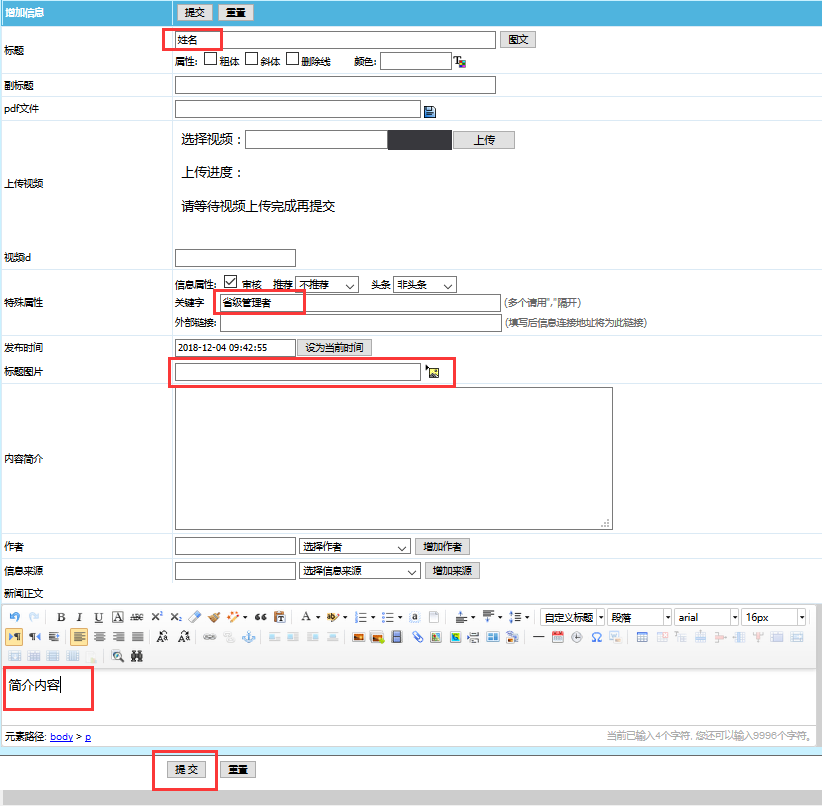 增加信息 提交 重置
标题 姓名 图文
属性: 粗体 斜体 删除线 颜色:
副标题
pdf文件
选择视频： 上传
上传视频 上传进度：
请等待视频上传完成再提交
视频id
信息属性: 审核 推荐 不推荐 头条 非头条
特殊属性 关键字 省级管理者 (多个请用","隔开)
外部链接: (填写后信息连接地址将为此链接)
发布时间 2018-12-04 09:42:55 设为当前时间
标题图片
内容简介
作者 选择作者 增加作者
信息来源 选择信息来源 增加来源
新闻正文
自定义标题 段落 arial 16px
简介内容
元素路径: body > p 当前已输入4个字符, 您还可以输入9996个字符。
提 交 重置